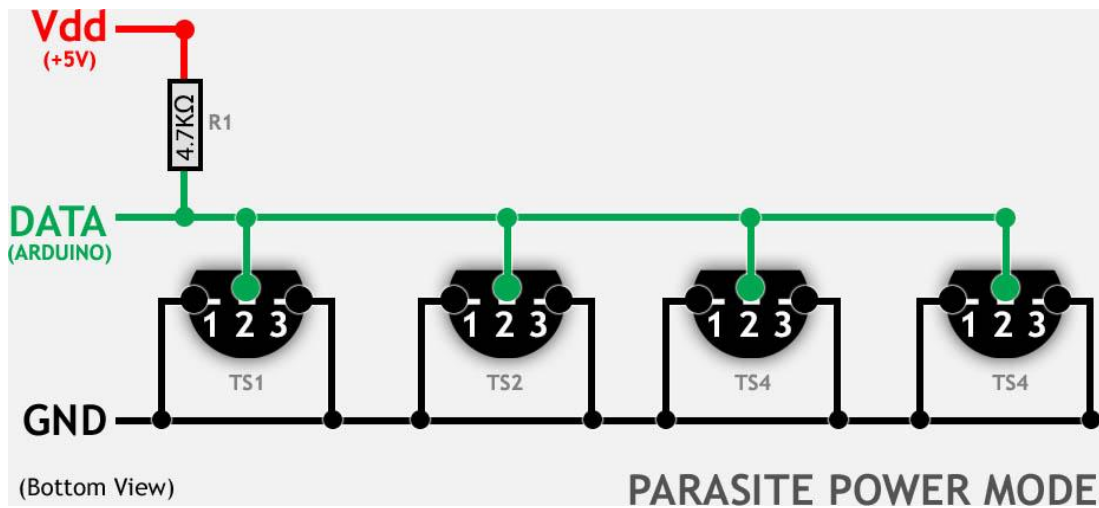 Vdd
(+5V)
4.7KΩ
R1
DATA
(ARDUINO)
1 2 3
1 2 3
1 2 3
1 2 3
TS1
TS2
TS4
TS4
GND
(Bottom View)
PARASITE POWER MODE